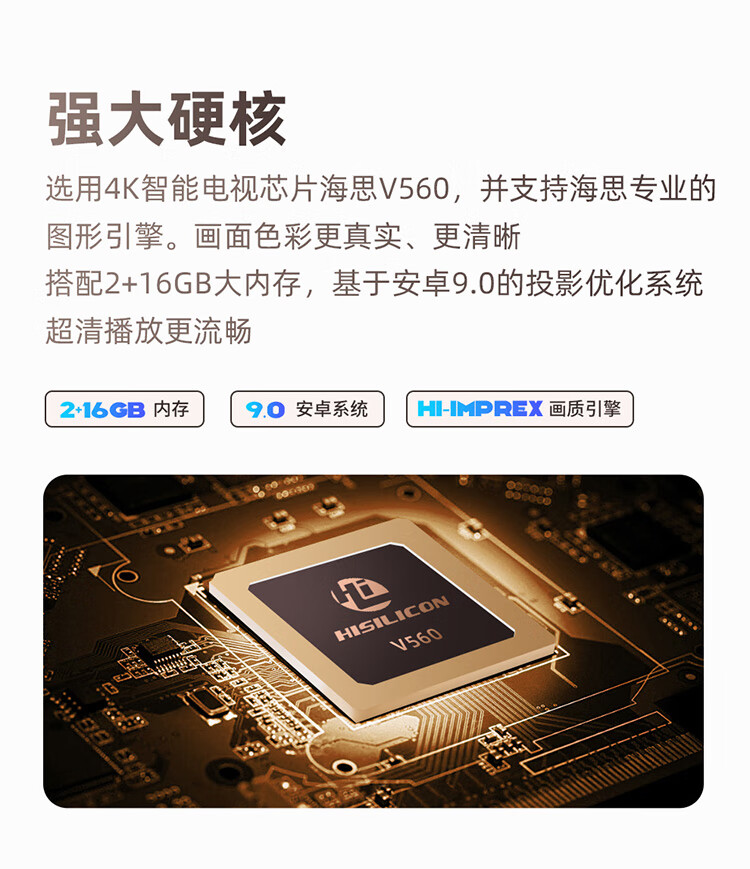 强大硬核
选用4K智能电视芯片海思V560，并支持海思专业的
图形引擎。画面色彩更真实、更清晰
搭配2+16GB大内存，基于安卓9.0的投影优化系统
超清播放更流畅
2+16GB 内存
9.0 安卓系统
HI-IMPREX 画质引擎
HISILICON
V560